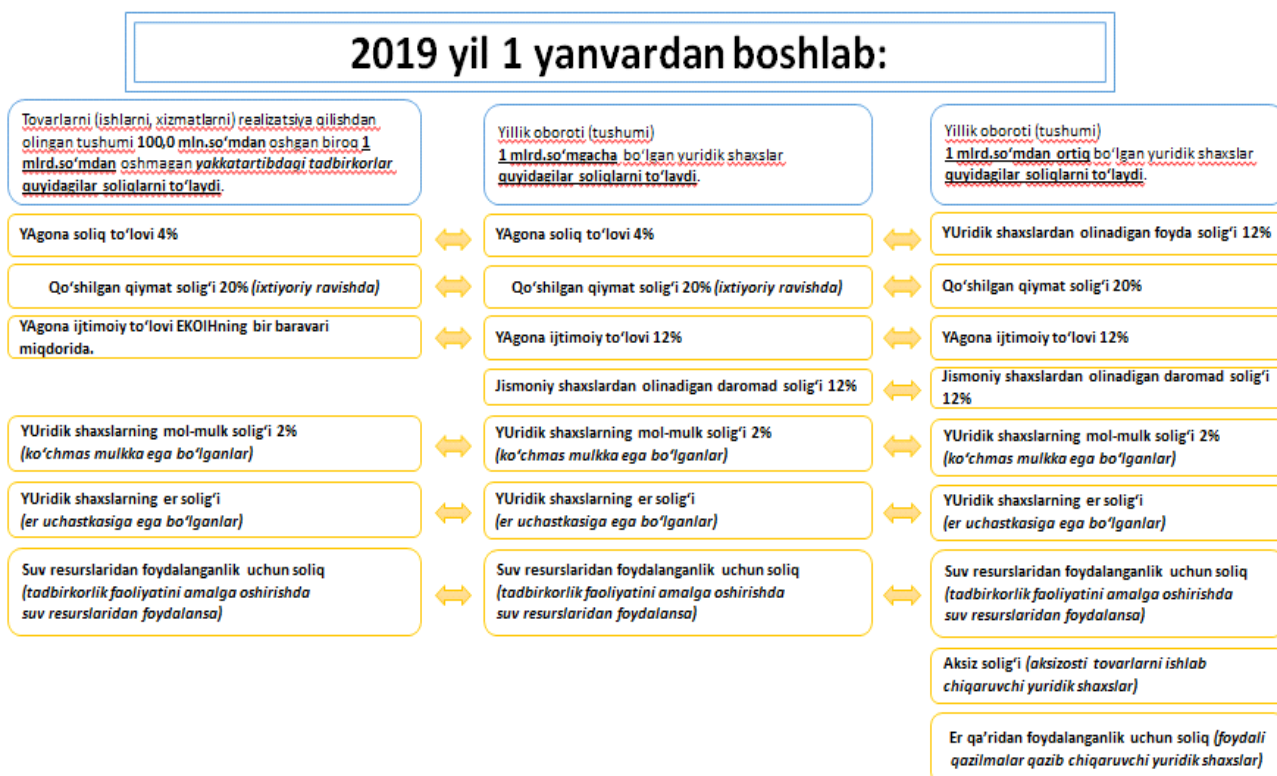 2019 yil 1 yanvardan boshlab:
Tovarlarni (ishlarni, xizmatlarni) realizatsiya qilishdan
olingan tushumi 100,0 mln.so‘mdan oshgan biroq 1
mlrd.so‘mdan oshmagan yakkatartibdagi tadbirkorlar
quyidagilar soliqlarni to‘laydi.
YAgona soliq to‘lovi 4%
Qo‘shilgan qiymat solig‘i 20% (ixtiyoriy ravishda)
YAgona ijtimoiy to‘lovi EKOIHning bir baravari
miqdorida.
YUridik shaxslarning mol-mulk solig‘i 2%
(ko‘chmas mulkka ega bo‘lganlar)
YUridik shaxslarning er solig‘i
(er uchastkasiga ega bo‘lganlar)
Suv resurslaridan foydalanganlik uchun soliq
(tadbirkorlik faoliyatini amalga oshirishda
suv resurslaridan foydalansa)
Yillik oboroti (tushumi)
1 mlrd.so‘mgacha bo‘lgan yuridik shaxslar
quyidagilar soliqlarni to‘laydi.
YAgona soliq to‘lovi 4%
Qo‘shilgan qiymat solig‘i 20% (ixtiyoriy ravishda)
YAgona ijtimoiy to‘lovi 12%
Jismoniy shaxslardan olinadigan daromad solig‘i 12%
YUridik shaxslarning mol-mulk solig‘i 2%
(ko‘chmas mulkka ega bo‘lganlar)
YUridik shaxslarning er solig‘i
(er uchastkasiga ega bo‘lganlar)
Suv resurslaridan foydalanganlik uchun soliq
(tadbirkorlik faoliyatini amalga oshirishda
suv resurslaridan foydalansa)
Yillik oboroti (tushumi)
1 mlrd.so‘mdan ortiq bo‘lgan yuridik shaxslar
quyidagilar soliqlarni to‘laydi.
YUridik shaxslardan olinadigan foyda solig‘i 12%
Qo‘shilgan qiymat solig‘i 20%
YAgona ijtimoiy to‘lovi 12%
Jismoniy shaxslardan olinadigan daromad solig‘i
12%
YUridik shaxslarning mol-mulk solig‘i 2%
(ko‘chmas mulkka ega bo‘lganlar)
YUridik shaxslarning er solig‘i
(er uchastkasiga ega bo‘lganlar)
Suv resurslaridan foydalanganlik uchun soliq
(tadbirkorlik faoliyatini amalga oshirishda
suv resurslaridan foydalansa)
Aksiz solig‘i (aksizosti tovarlarni ishlab
chiqaruvchi yuridik shaxslar)
Er qa’ridan foydalanganlik uchun soliq (foydali
qazilmalar qazib chiqaruvchi yuridik shaxslar)